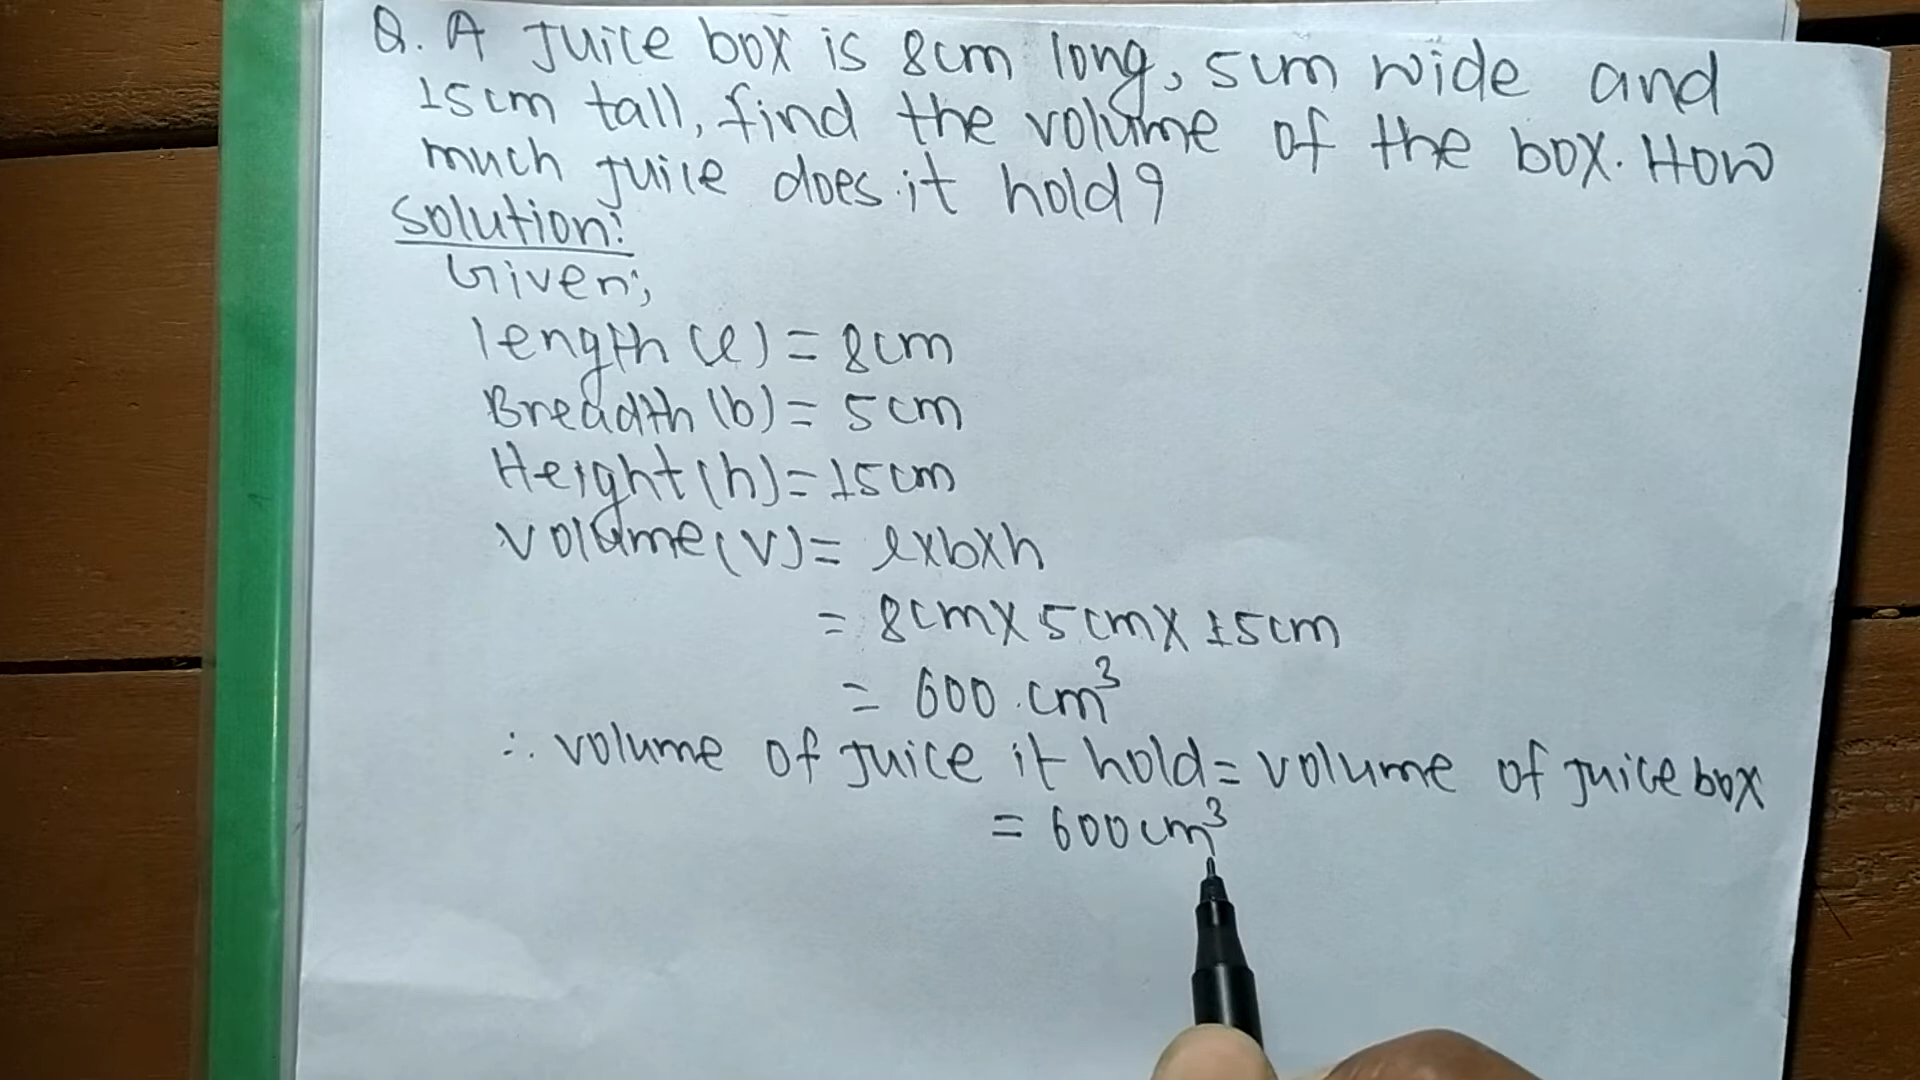 Q. A Juice box is 8cm long, 5cm wide and
15cm tall, find the volume of the box. How
much juice does it hold?
Solution:
Given;
length (l) = 8cm
Breadth (b) = 5cm
Height (h) = 15cm
Volume (V) = l×b×h
= 8cm × 5cm × 15cm
= 600 cm³
∴ volume of Juice it hold = volume of juice box
= 600cm³